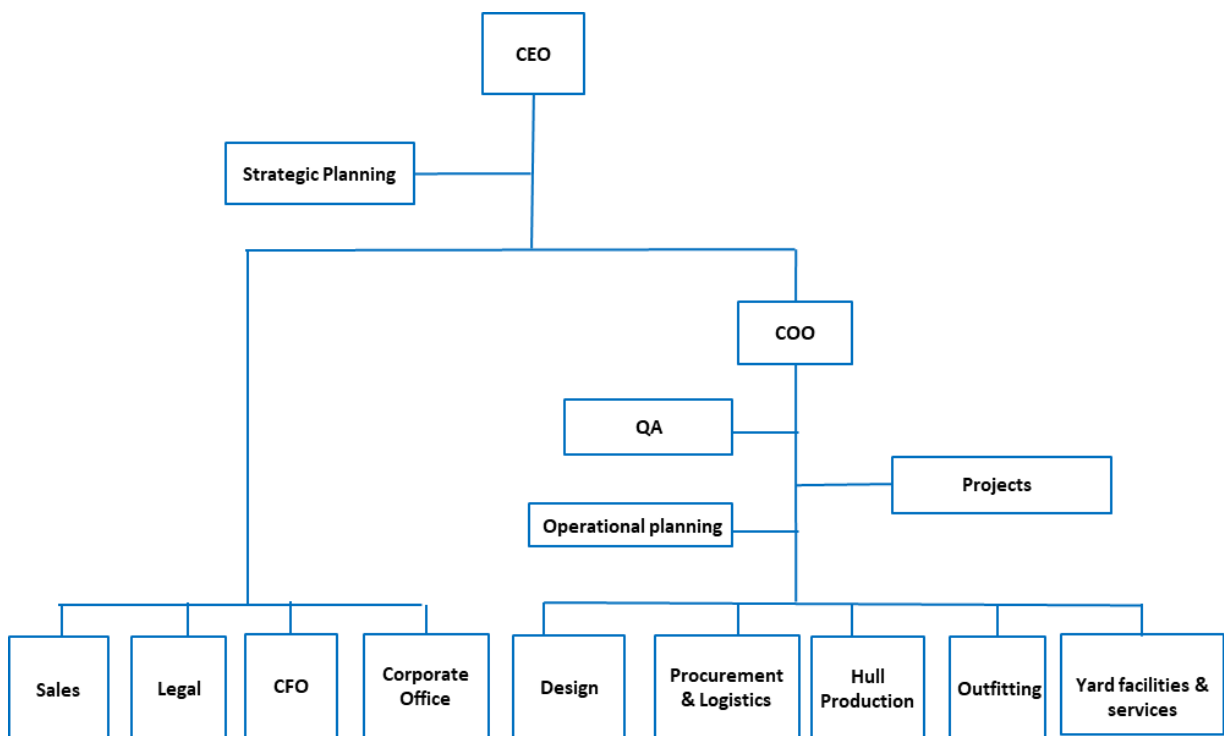 CEO
Strategic Planning
COO
QA
Projects
Operational planning
Sales
Legal
CFO
Corporate
Office
Design
Procurement
& Logistics
Hull
Production
Outfitting
Yard facilities &
services